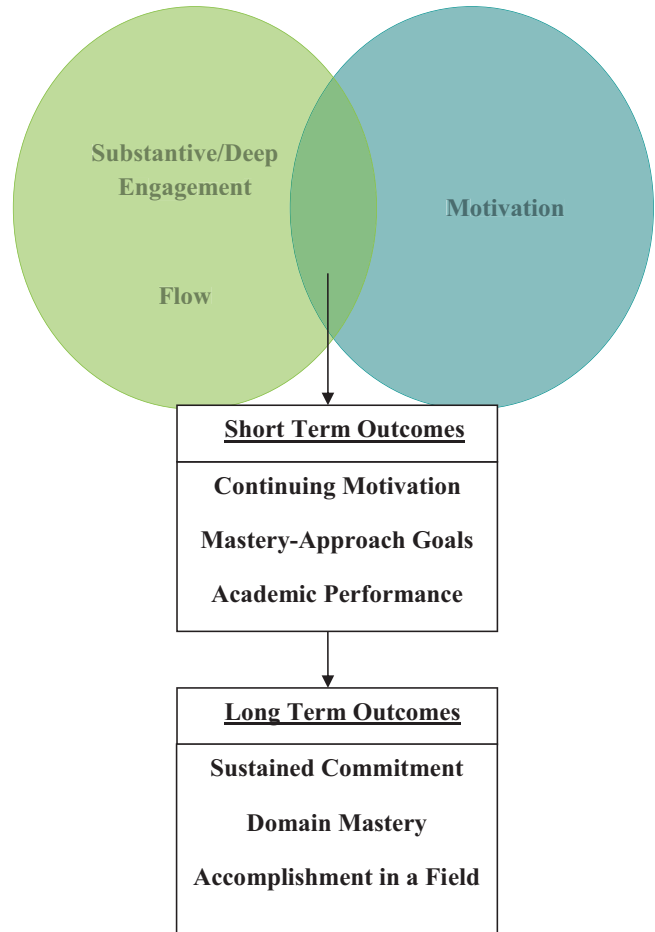 Substantive/Deep
Engagement
Motivation
Flow
Short Term Outcomes
Continuing Motivation
Mastery-Approach Goals
Academic Performance
Long Term Outcomes
Sustained Commitment
Domain Mastery
Accomplishment in a Field